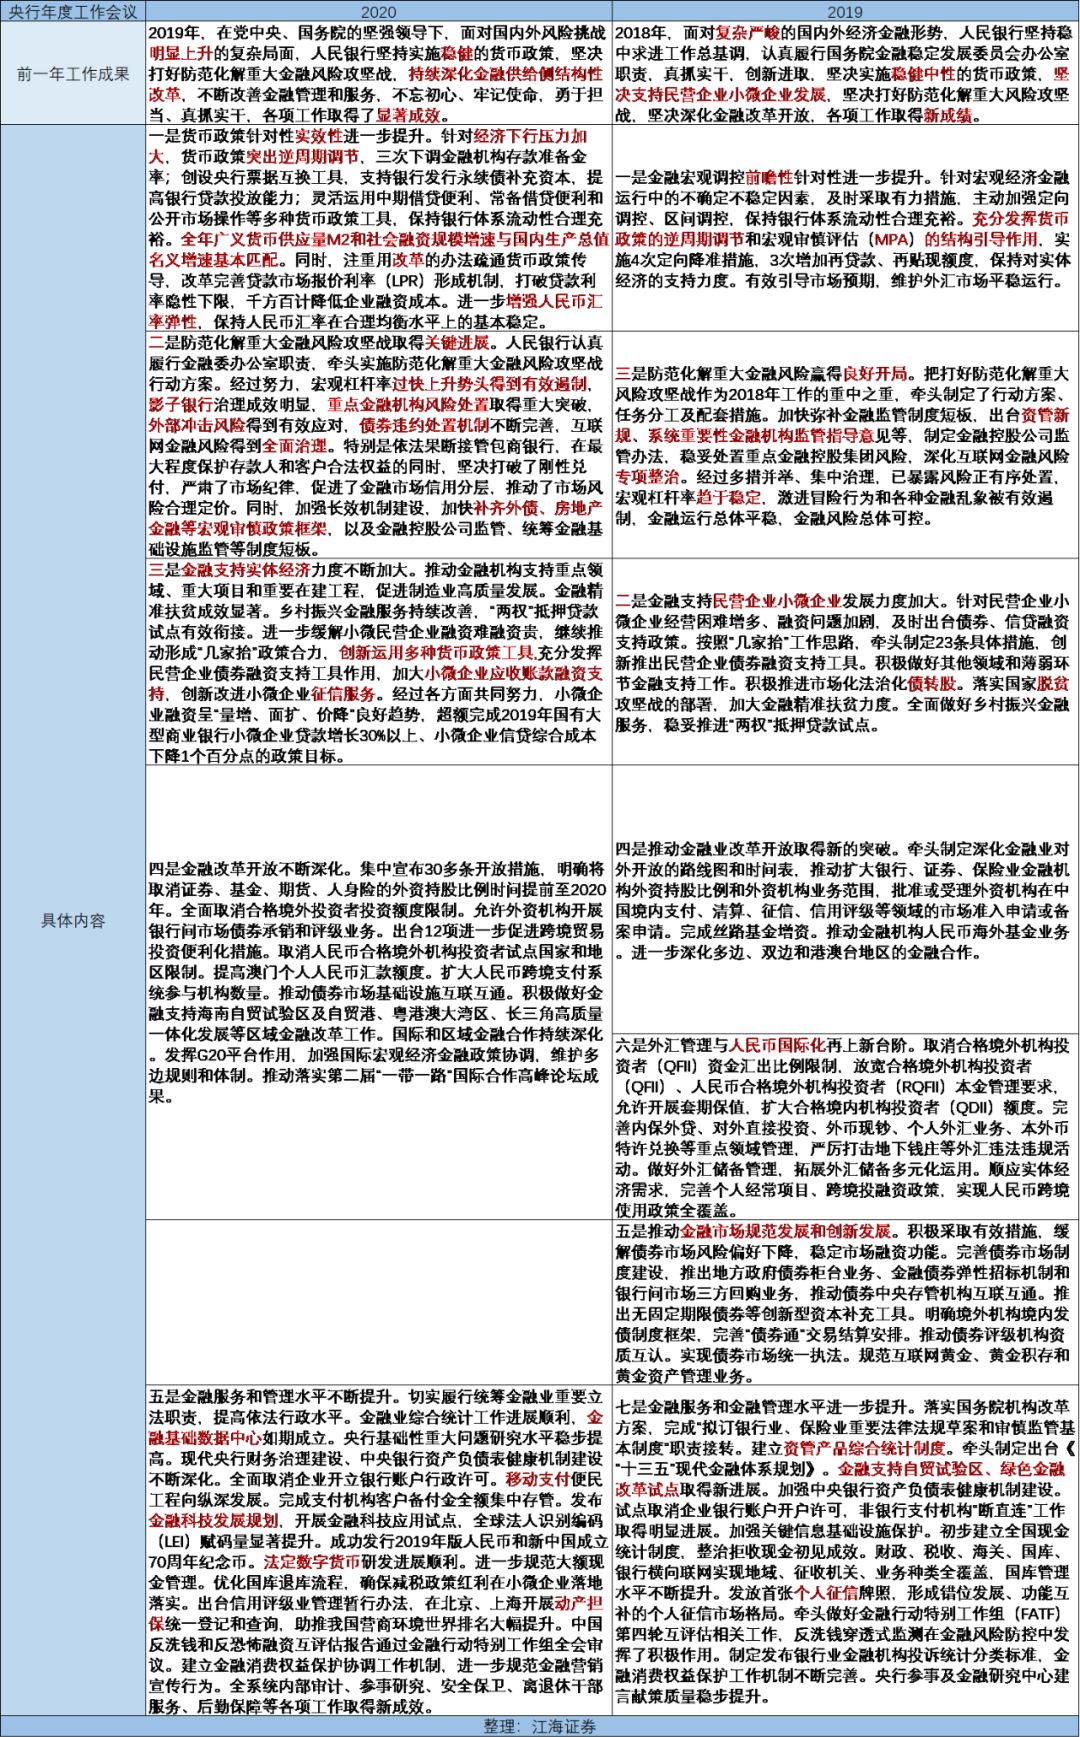 央行年度工作会议
2020
2019
前一年工作成果
2019年，在党中央、国务院的坚强领导下，面对国内外风险挑战
明显上升的复杂局面，人民银行坚持实施稳健的货币政策，坚决
打好防范化解重大金融风险攻坚战，持续深化金融供给侧结构性
改革，不断改善金融管理和服务，不忘初心、牢记使命，勇于担
当、真抓实干，各项工作取得了显著成效。
2018年，面对复杂严峻的国内外经济金融形势，人民银行坚持稳
中求进工作总基调，认真履行国务院金融稳定发展委员会办公室
职责，真抓实干，创新进取，坚决实施稳健中性的货币政策，坚
决支持民营企业小微企业发展，坚决打好防范化解重大风险攻坚
战，坚决深化金融改革开放，各项工作取得新成绩。
具体内容
一是货币政策针对性实效性进一步提升。针对经济下行压力加
大，货币政策突出逆周期调节，三次下调金融机构存款准备金
率；创设央行票据互换工具，支持银行发行永续债补充资本，提
高银行贷款投放能力；灵活运用中期借贷便利、常备借贷便利和
公开市场操作等多种货币政策工具，保持银行体系流动性合理充
裕。全年广义货币供应量M2和社会融资规模增速与国内生产总值
名义增速基本匹配。同时，注重用改革的办法疏通货币政策传
导，改革完善贷款市场报价利率（LPR）形成机制，打破贷款利
率隐性下限，千方百计降低企业融资成本。进一步增强人民币汇
率弹性，保持人民币汇率在合理均衡水平上的基本稳定。
一是金融宏观调控前瞻性针对性进一步提升。针对宏观经济金融
运行中的不确定不稳定因素，及时采取有力措施，主动加强定向
调控、区间调控，保持银行体系流动性合理充裕。充分发挥货币
政策的逆周期调节和宏观审慎评估（MPA）的结构引导作用，实
施4次定向降准措施，3次增加再贷款、再贴现额度，保持对实体
经济的支持力度。有效引导市场预期，维护外汇市场平稳运行。
二是防范化解重大金融风险攻坚战取得关键进展。人民银行认真
履行金融委办公室职责，牵头实施防范化解重大金融风险攻坚战
行动方案。经过努力，宏观杠杆率过快上升势头得到有效遏制，
影子银行治理成效明显，重点金融机构风险处置取得重大突破，
外部冲击风险得到有效应对，债券违约处置机制不断完善，互联
网金融风险得到全面治理。特别是依法果断接管包商银行，在最
大程度保护存款人和客户合法权益的同时，坚决打破了刚性兑
付，严肃了市场纪律，促进了金融市场信用分层，推动了市场风
险合理定价。同时，加强长效机制建设，加快补齐外债、房地产
金融等宏观审慎政策框架，以及金融控股公司监管、统筹金融基
础设施监管等制度短板。
三是防范化解重大金融风险赢得良好开局。把打好防范化解重大
风险攻坚战作为2018年工作的重中之重，牵头制定了行动方案、
任务分工及配套措施。加快弥补金融监管制度短板，出台资管新
规、系统重要性金融机构监管指导意见等，制定金融控股公司监
管办法，稳妥处置重点金融控股集团风险，深化互联网金融风险
专项整治。经过多措并举、集中治理，已暴露风险正有序处置，
宏观杠杆率趋于稳定，激进冒险行为和各种金融乱象被有效遏
制，金融运行总体平稳，金融风险总体可控。
三是金融支持实体经济力度不断加大。推动金融机构支持重点领
域、重大项目和重要在建工程，促进制造业高质量发展。金融精
准扶贫成效显著。乡村振兴金融服务持续改善，“两权”抵押贷款
试点有效衔接。进一步缓解小微民营企业融资难融资贵，继续推
动形成“几家抬”政策合力，创新运用多种货币政策工具,充分发挥
民营企业债券融资支持工具作用，加大小微企业应收账款融资支
持，创新改进小微企业征信服务。经过各方面共同努力，小微企
业融资呈“量增、面扩、价降”良好趋势，超额完成2019年国有大
型商业银行小微企业贷款增长30%以上、小微企业信贷综合成本
下降1个百分点的政策目标。
二是金融支持民营企业小微企业发展力度加大。针对民营企业小
微企业经营困难增多、融资问题加剧，及时出台债券、信贷融资
支持政策。按照“几家抬”工作思路，牵头制定23条具体措施，创
新推出民营企业债券融资支持工具。积极做好其他领域和薄弱环
节金融支持工作。积极推进市场化法治化债转股。落实国家脱贫
攻坚战的部署，加大金融精准扶贫力度。全面做好乡村振兴金融
服务，稳妥推进“两权”抵押贷款试点。
四是金融改革开放不断深化。集中宣布30多条开放措施，明确将
取消证券、基金、期货、人身险的外资持股比例时间提前至2020
年。全面取消合格境外投资者投资额度限制。允许外资机构开展
银行间市场债券承销和评级业务。出台12项进一步促进跨境贸易
投资便利化措施。取消人民币合格境外机构投资者试点国家和地
区限制。提高澳门个人人民币汇款额度。扩大人民币跨境支付系
统参与机构数量。推动债券市场基础设施互联互通。积极做好金
融支持海南自贸试验区及自贸港、粤港澳大湾区、长三角高质量
一体化发展等区域金融改革工作。国际和区域金融合作持续深化
。发挥G20平台作用，加强国际宏观经济金融政策协调，维护多
边规则和体制。推动落实第二届“一带一路”国际合作高峰论坛成
果。
四是推动金融业改革开放取得新的突破。牵头制定深化金融业对
外开放的路线图和时间表，推动扩大银行、证券、保险业金融机
构外资持股比例和外资机构业务范围，批准或受理外资机构在中
国境内支付、清算、征信、信用评级等领域的市场准入申请或备
案申请。完成丝路基金增资。推动金融机构人民币海外基金业务
。进一步深化多边、双边和港澳台地区的金融合作。
六是外汇管理与人民币国际化再上新台阶。取消合格境外机构投
资者（QFII）资金汇出比例限制，放宽合格境外机构投资者
（QFII）、人民币合格境外机构投资者（RQFII）本金管理要求，
允许开展套期保值，扩大合格境内机构投资者（QDII）额度。完
善内保外贷、对外直接投资、外币现钞、个人外汇业务、本外币
特许兑换等重点领域管理，严厉打击地下钱庄等外汇违法违规活
动。做好外汇储备管理，拓展外汇储备多元化运用。顺应实体经
济需求，完善个人经常项目、跨境投融资政策，实现人民币跨境
使用政策全覆盖。
五是推动金融市场规范发展和创新发展。积极采取有效措施，缓
解债券市场风险偏好下降，稳定市场融资功能。完善债券市场制
度建设，推出地方政府债券柜台业务、金融债券弹性招标机制和
银行间市场三方回购业务，推动债券中央存管机构互联互通。推
出无固定期限债券等创新型资本补充工具。明确境外机构境内发
债制度框架，完善“债券通”交易结算安排。推动债券评级机构资
质互认。实现债券市场统一执法。规范互联网黄金、黄金积存和
黄金资产管理业务。
五是金融服务和管理水平不断提升。切实履行统筹金融业重要立
法职责，提高依法行政水平。金融业综合统计工作进展顺利，金
融基础数据中心如期成立。央行基础性重大问题研究水平稳步提
高。现代央行财务治理建设、中央银行资产负债表健康机制建设
不断深化。全面取消企业开立银行账户行政许可。移动支付便民
工程向纵深发展。完成支付机构客户备付金全额集中存管。发布
金融科技发展规划，开展金融科技应用试点，全球法人识别编码
（LEI）赋码量显著提升。成功发行2019年版人民币和新中国成立
70周年纪念币。法定数字货币研发进展顺利。进一步规范大额现
金管理。优化国库退库流程，确保减税政策红利在小微企业落地
落实。出台信用评级业管理暂行办法，在北京、上海开展动产担
保统一登记和查询，助推我国营商环境世界排名大幅提升。中国
反洗钱和反恐怖融资互评估报告通过金融行动特别工作组全会审
议。建立金融消费权益保护协调工作机制，进一步规范金融营销
宣传行为。全系统内部审计、参事研究、安全保卫、离退休干部
服务、后勤保障等各项工作取得新成效。
七是金融服务和金融管理水平进一步提升。落实国务院机构改革
方案，完成“拟订银行业、保险业重要法律法规草案和审慎监管基
本制度”职责接转。建立资管产品综合统计制度。牵头制定出台《
“十三五”现代金融体系规划》。金融支持自贸试验区、绿色金融
改革试点取得新进展。加强中央银行资产负债表健康机制建设。
试点取消企业银行账户开户许可，非银行支付机构“断直连”工作
取得明显进展。加强关键信息基础设施保护。初步建立全国现金
统计制度，整治拒收现金初见成效。财政、税收、海关、国库、
银行横向联网实现地域、征收机关、业务种类全覆盖，国库管理
水平不断提升。发放首张个人征信牌照，形成错位发展、功能互
补的个人征信市场格局。牵头做好金融行动特别工作组（FATF）
第四轮互评估相关工作，反洗钱穿透式监测在金融风险防控中发
挥了积极作用。制定发布银行业金融机构投诉统计分类标准，金
融消费权益保护工作机制不断完善。央行参事及金融研究中心建
言献策质量稳步提升。
整理：江海证券